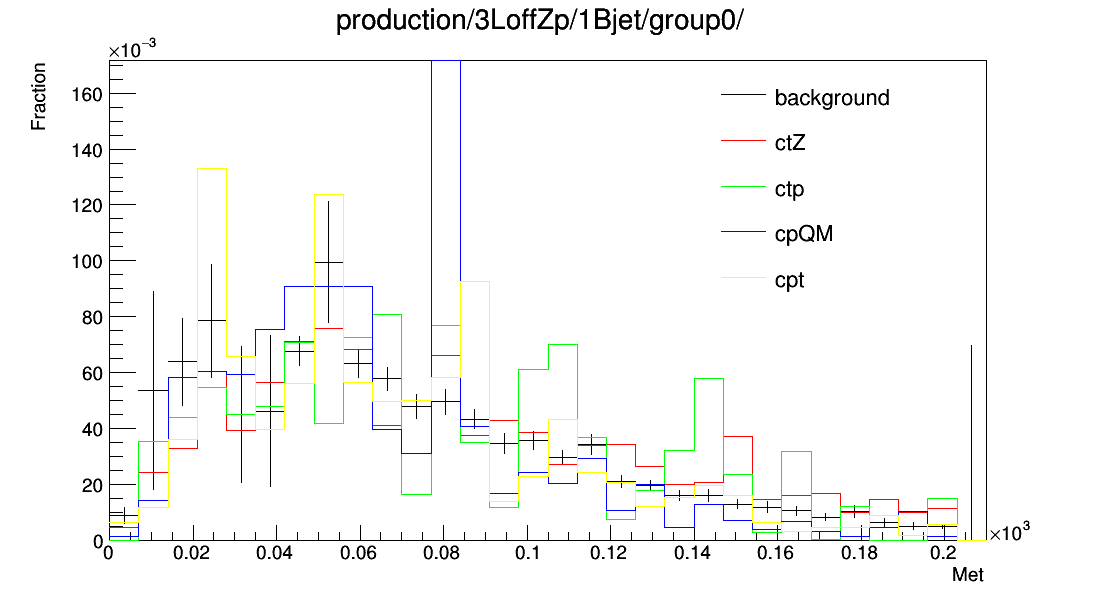 production/3LoffZp/1Bjet/group0/
×10⁻³
Fraction
160
140
120
100
80
60
40
20
0
background
ctZ
ctp
cpQM
cpt
0 0.02 0.04 0.06 0.08 0.1 0.12 0.14 0.16 0.18 0.2
×10³
Met